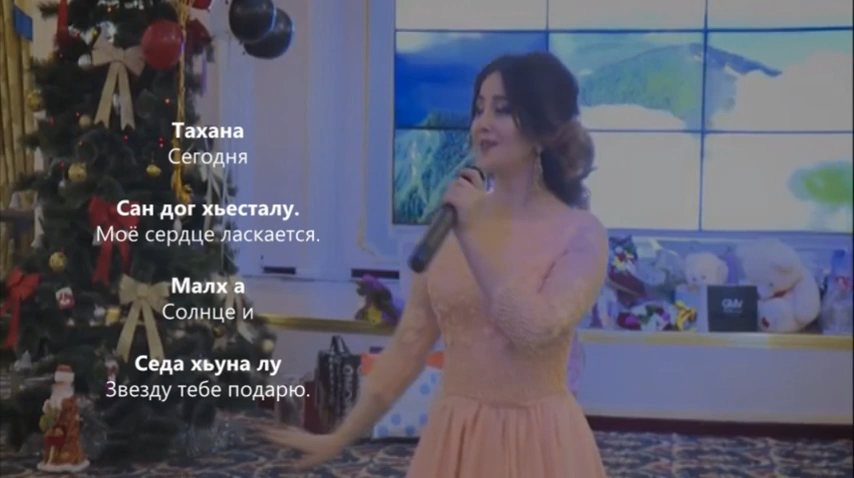 Тахана
Сегодня
Сан дог хьесталу.
Моё сердце ласкается.
Малх а
Солнце и
Седа хьуна лу
Звезду тебе подарю.